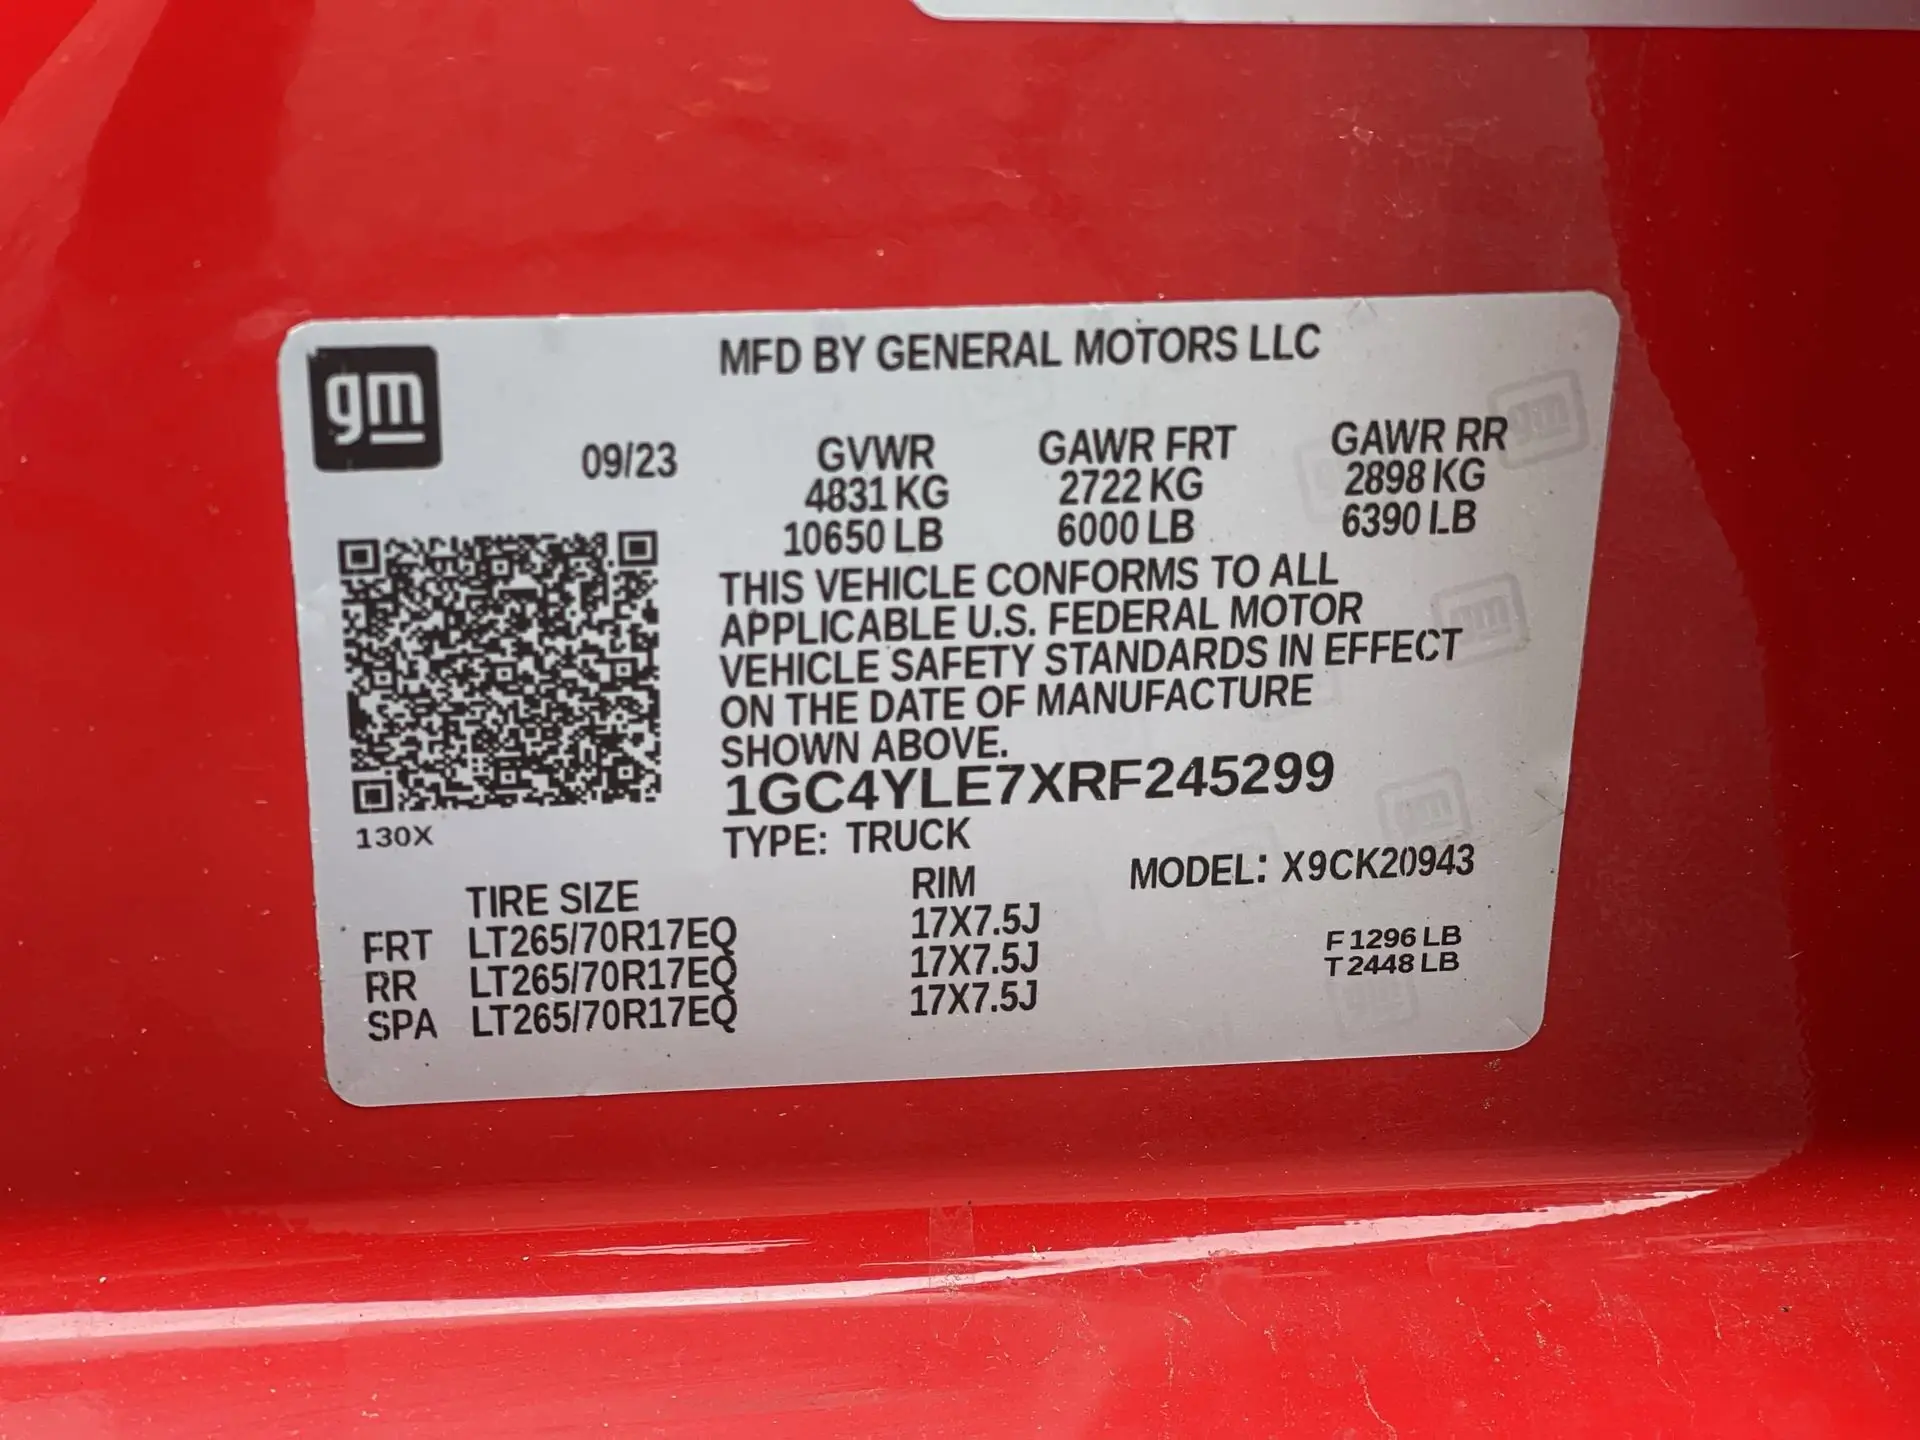 gm
MFD BY GENERAL MOTORS LLC
09/23 GVWR GAWR FRT GAWR RR
4831 KG 2722 KG 2898 KG
10650 LB 6000 LB 6390 LB
THIS VEHICLE CONFORMS TO ALL
APPLICABLE U.S. FEDERAL MOTOR
VEHICLE SAFETY STANDARDS IN EFFECT
ON THE DATE OF MANUFACTURE
SHOWN ABOVE.
1GC4YLE7XRF245299
130X
TYPE: TRUCK
MODEL: X9CK20943
TIRE SIZE RIM
FRT LT265/70R17EQ 17X7.5J
RR LT265/70R17EQ 17X7.5J
SPA LT265/70R17EQ 17X7.5J
F 1296 LB
T 2448 LB